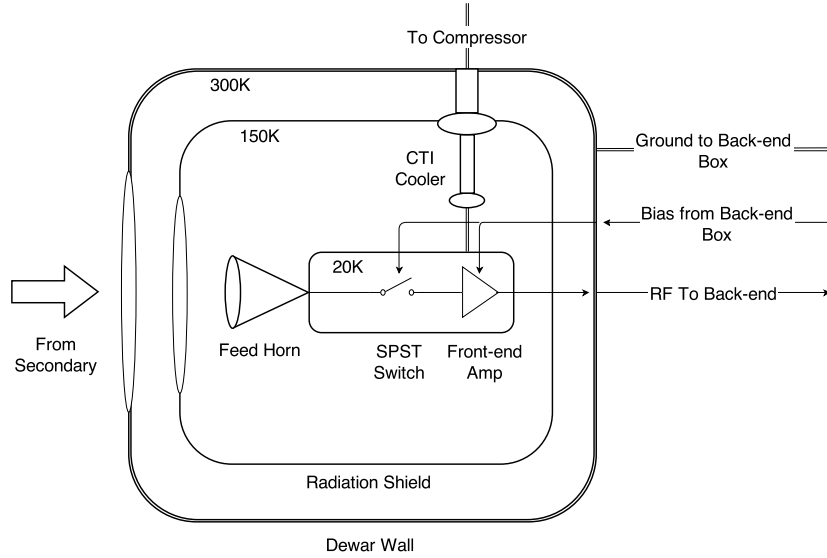 To Compressor
300K
150K
CTI
Cooler
Ground to Back-end
Box
Bias from Back-end
Box
20K
RF To Back-end
From
Secondary
Feed Horn
SPST
Switch
Front-end
Amp
Radiation Shield
Dewar Wall